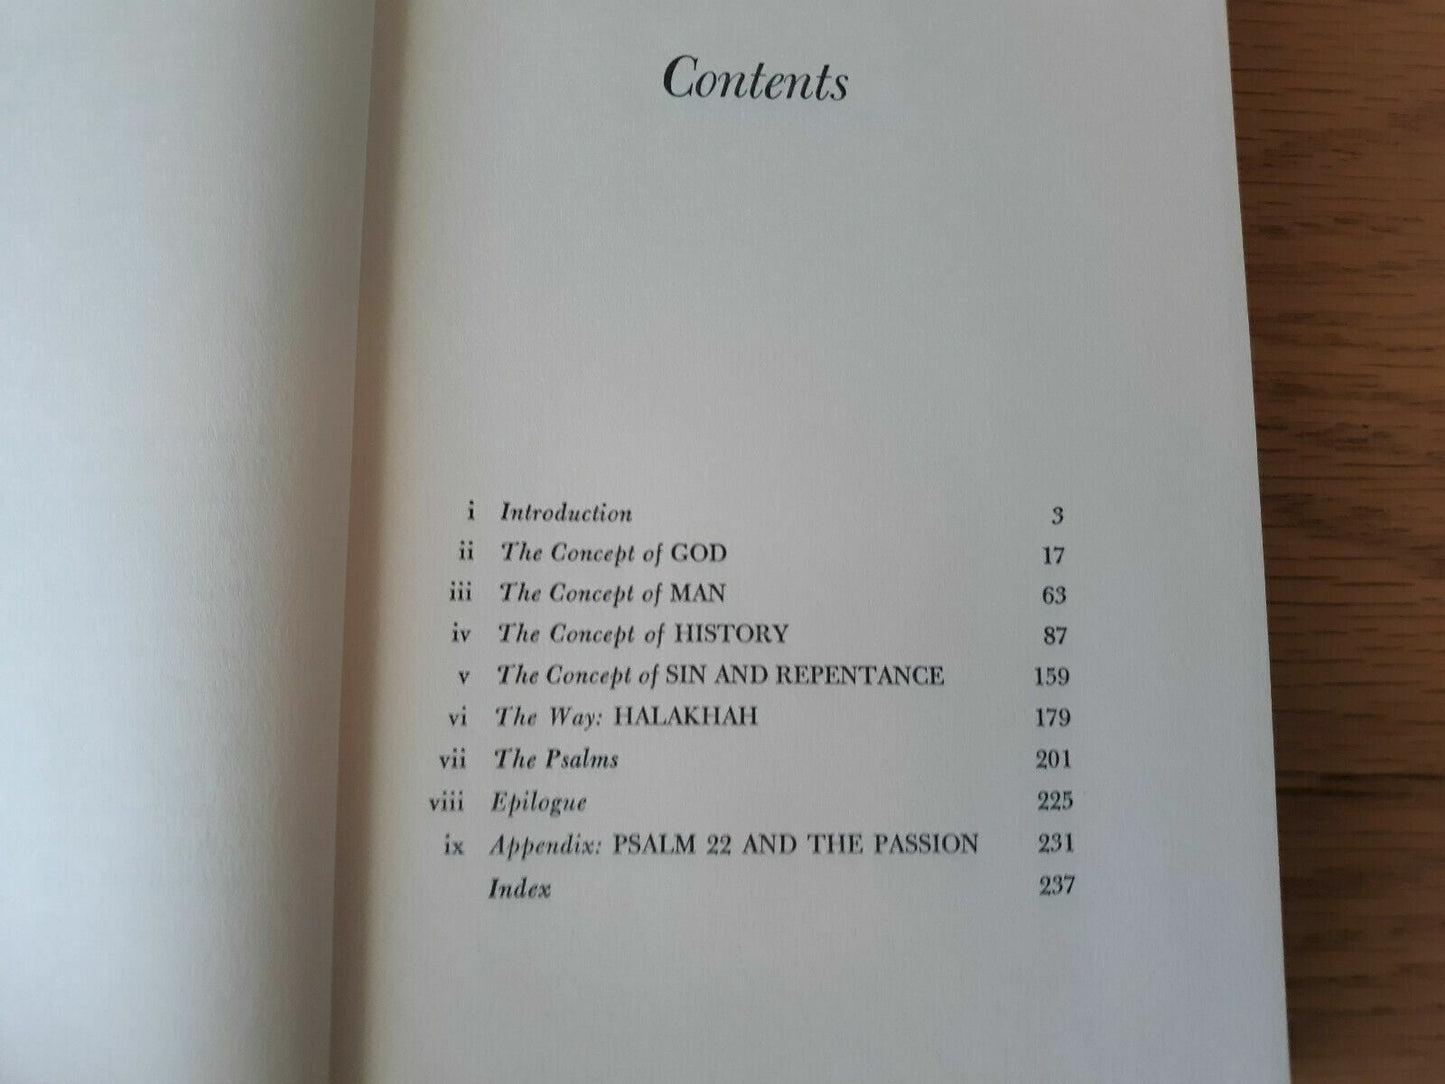 Contents
i Introduction 3
ii The Concept of GOD 17
iii The Concept of MAN 63
iv The Concept of HISTORY 87
v The Concept of SIN AND REPENTANCE 159
vi The Way: HALAKHAH 179
vii The Psalms 201
viii Epilogue 225
ix Appendix: PSALM 22 AND THE PASSION 231
Index 237